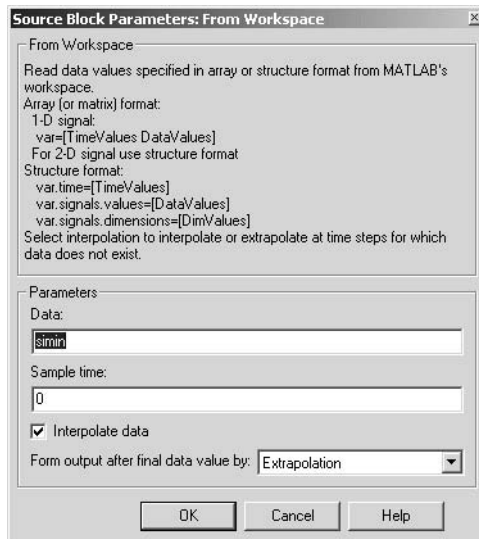 Source Block Parameters: From Workspace
From Workspace
Read data values specified in array or structure format from MATLAB's
workspace.
Array (or matrix) format:
1-D signal:
var=[TimeValues DataValues]
For 2-D signal use structure format
Structure format:
var.time=[TimeValues]
var.signals.values=[DataValues]
var.signals.dimensions=[DimValues]
Select interpolation to interpolate or extrapolate at time steps for which
data does not exist.
Parameters
Data:
simin
Sample time:
0
Interpolate data
Form output after final data value by: Extrapolation
OK Cancel Help